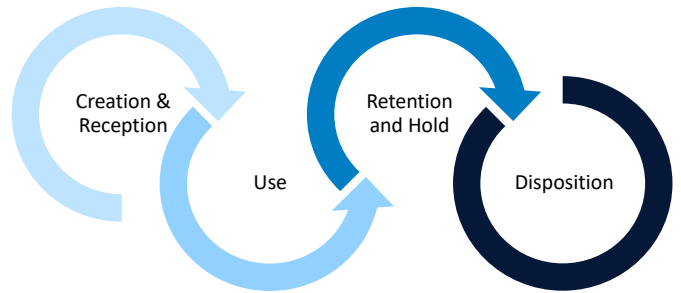 Creation &
Reception
Use
Retention
and Hold
Disposition